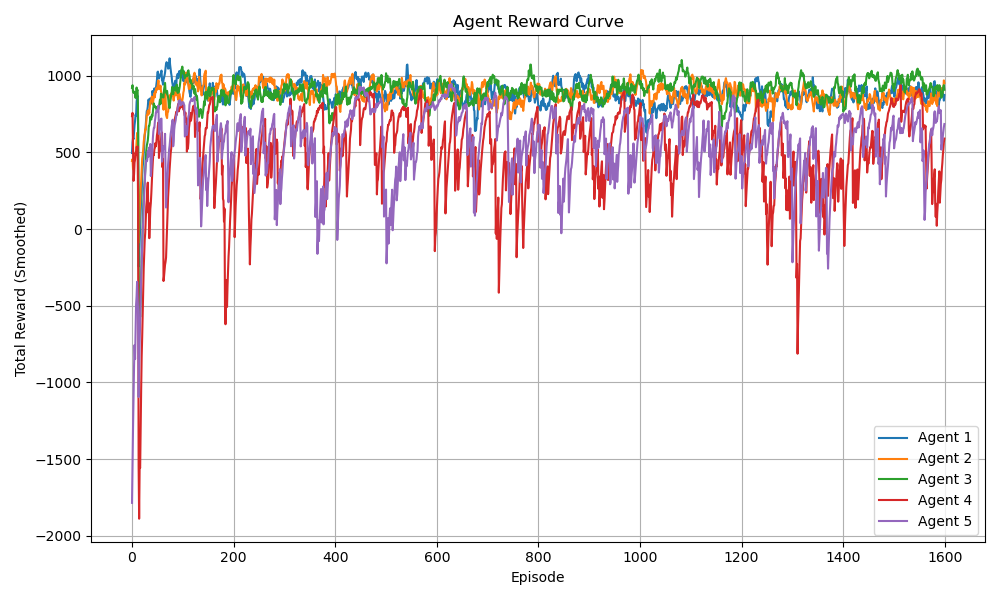 Agent Reward Curve
Total Reward (Smoothed)
1000
500
0
−500
−1000
−1500
−2000
0 200 400 600 800 1000 1200 1400 1600
Episode
Agent 1
Agent 2
Agent 3
Agent 4
Agent 5